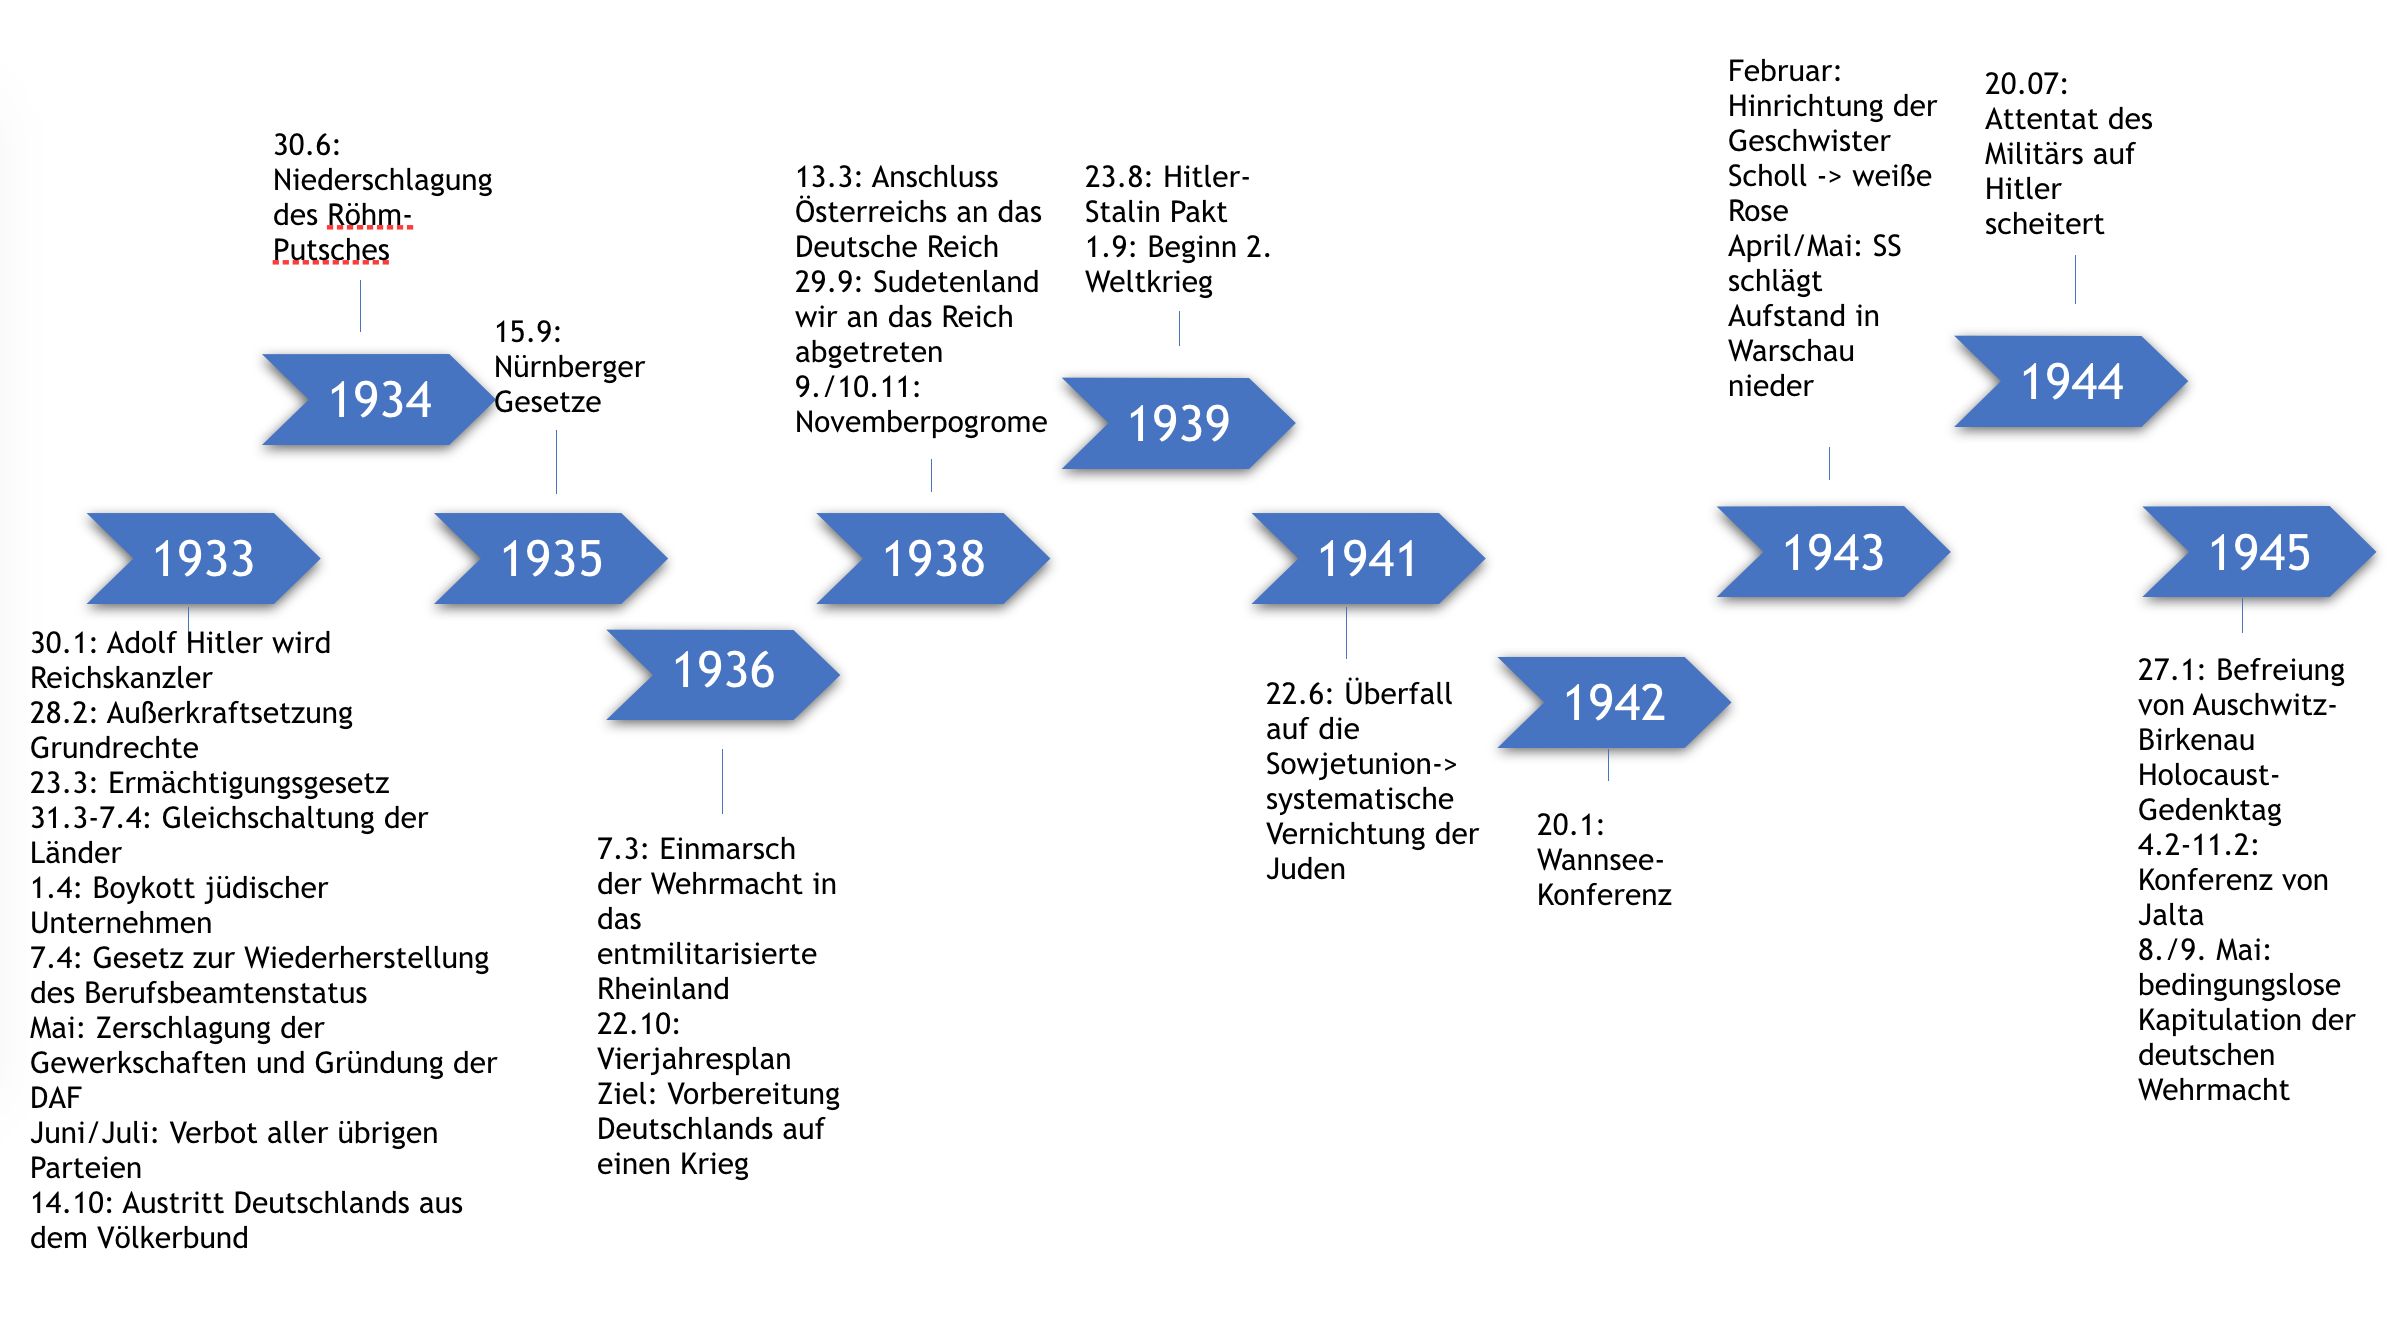 1933
30.1: Adolf Hitler wird
Reichskanzler
28.2: Außerkraftsetzung
Grundrechte
23.3: Ermächtigungsgesetz
31.3-7.4: Gleichschaltung der
Länder
1.4: Boykott jüdischer
Unternehmen
7.4: Gesetz zur Wiederherstellung
des Berufsbeamtenstatus
Mai: Zerschlagung der
Gewerkschaften und Gründung der
DAF
Juni/Juli: Verbot aller übrigen
Parteien
14.10: Austritt Deutschlands aus
dem Völkerbund
30.6:
Niederschlagung
des Röhm-
Putsches
1934
15.9:
Nürnberger
Gesetze
1935
1936
7.3: Einmarsch
der Wehrmacht in
das
entmilitarisierte
Rheinland
22.10:
Vierjahresplan
Ziel: Vorbereitung
Deutschlands auf
einen Krieg
13.3: Anschluss
Österreichs an das
Deutsche Reich
29.9: Sudetenland
wir an das Reich
abgetreten
9./10.11:
Novemberpogrome
1938
23.8: Hitler-
Stalin Pakt
1.9: Beginn 2.
Weltkrieg
1939
1941
22.6: Überfall
auf die
Sowjetunion->
systematische
Vernichtung der
Juden
1942
20.1:
Wannsee-
Konferenz
Februar:
Hinrichtung der
Geschwister
Scholl -> weiße
Rose
April/Mai: SS
schlägt
Aufstand in
Warschau
nieder
1943
20.07:
Attentat des
Militärs auf
Hitler
scheitert
1944
1945
27.1: Befreiung
von Auschwitz-
Birkenau
Holocaust-
Gedenktag
4.2-11.2:
Konferenz von
Jalta
8./9. Mai:
bedingungslose
Kapitulation der
deutschen
Wehrmacht